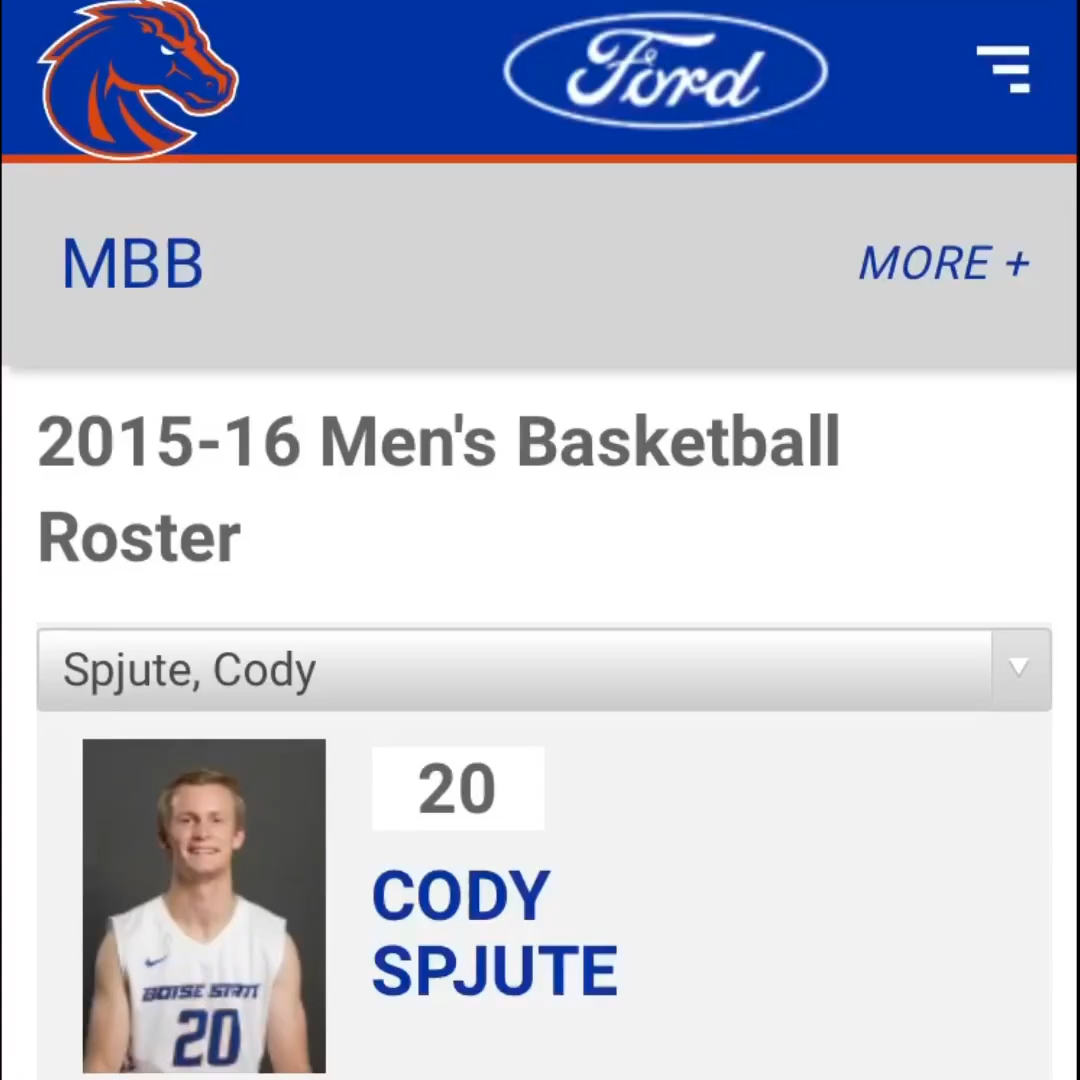 Ford
MBB
MORE +
2015-16 Men's Basketball
Roster
Spjute, Cody
20
CODY
SPJUTE
BOISE STATE
20